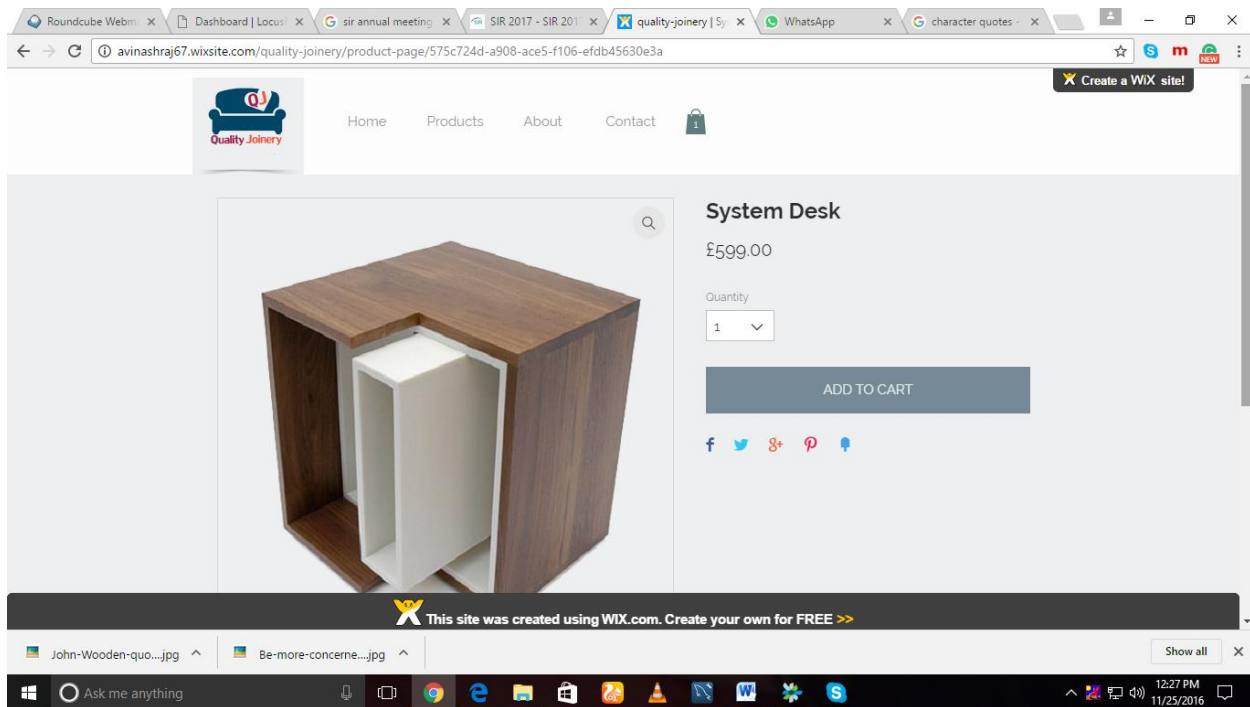 Roundcube Webm
Dashboard | Locus
sir annual meeting
SIR 2017 - SIR 201
quality-joinery | Sy
WhatsApp
character quotes -
avinashraj67.wixsite.com/quality-joinery/product-page/575c724d-a908-ace5-f106-efdb45630e3a
S
m
NEW
Create a WiX site!
QJ
Quality Joinery
Home
Products
About
Contact
1
System Desk
£599.00
Quantity
1
ADD TO CART
This site was created using WIX.com. Create your own for FREE >>
John-Wooden-quo....jpg
Be-more-concerne....jpg
Show all
Ask me anything
12:27 PM
11/25/2016